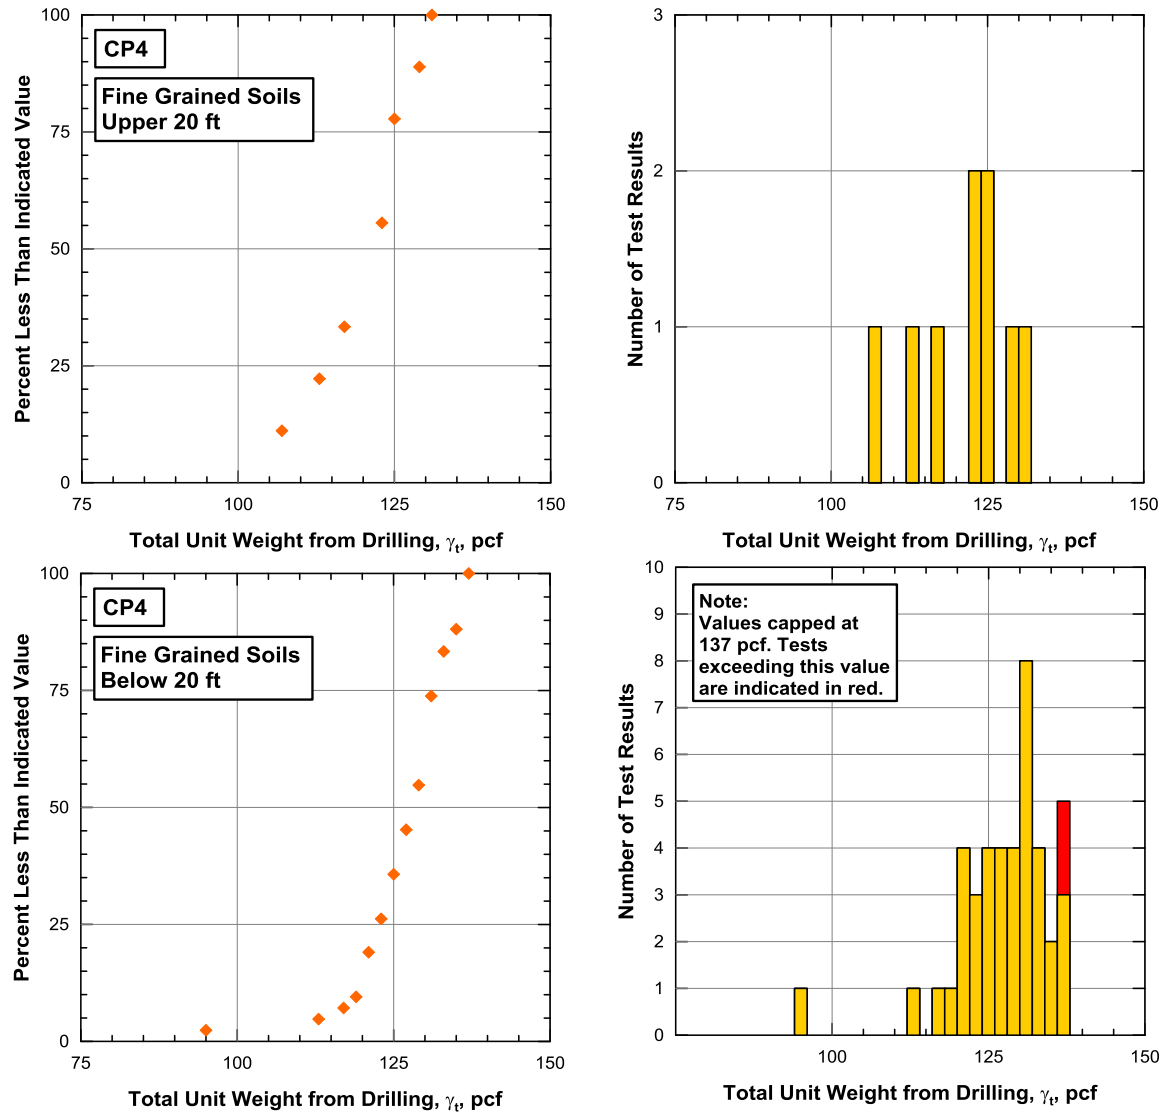 100
75
50
25
0
Percent Less Than Indicated Value
CP4
Fine Grained Soils
Upper 20 ft
75 100 125 150
Total Unit Weight from Drilling, γt, pcf
3
2
1
0
Number of Test Results
75 100 125 150
Total Unit Weight from Drilling, γt, pcf
100
75
50
25
0
Percent Less Than Indicated Value
CP4
Fine Grained Soils
Below 20 ft
75 100 125 150
Total Unit Weight from Drilling, γt, pcf
10
9
8
7
6
5
4
3
2
1
0
Number of Test Results
Note:
Values capped at
137 pcf. Tests
exceeding this value
are indicated in red.
100 125 150
Total Unit Weight from Drilling, γt, pcf